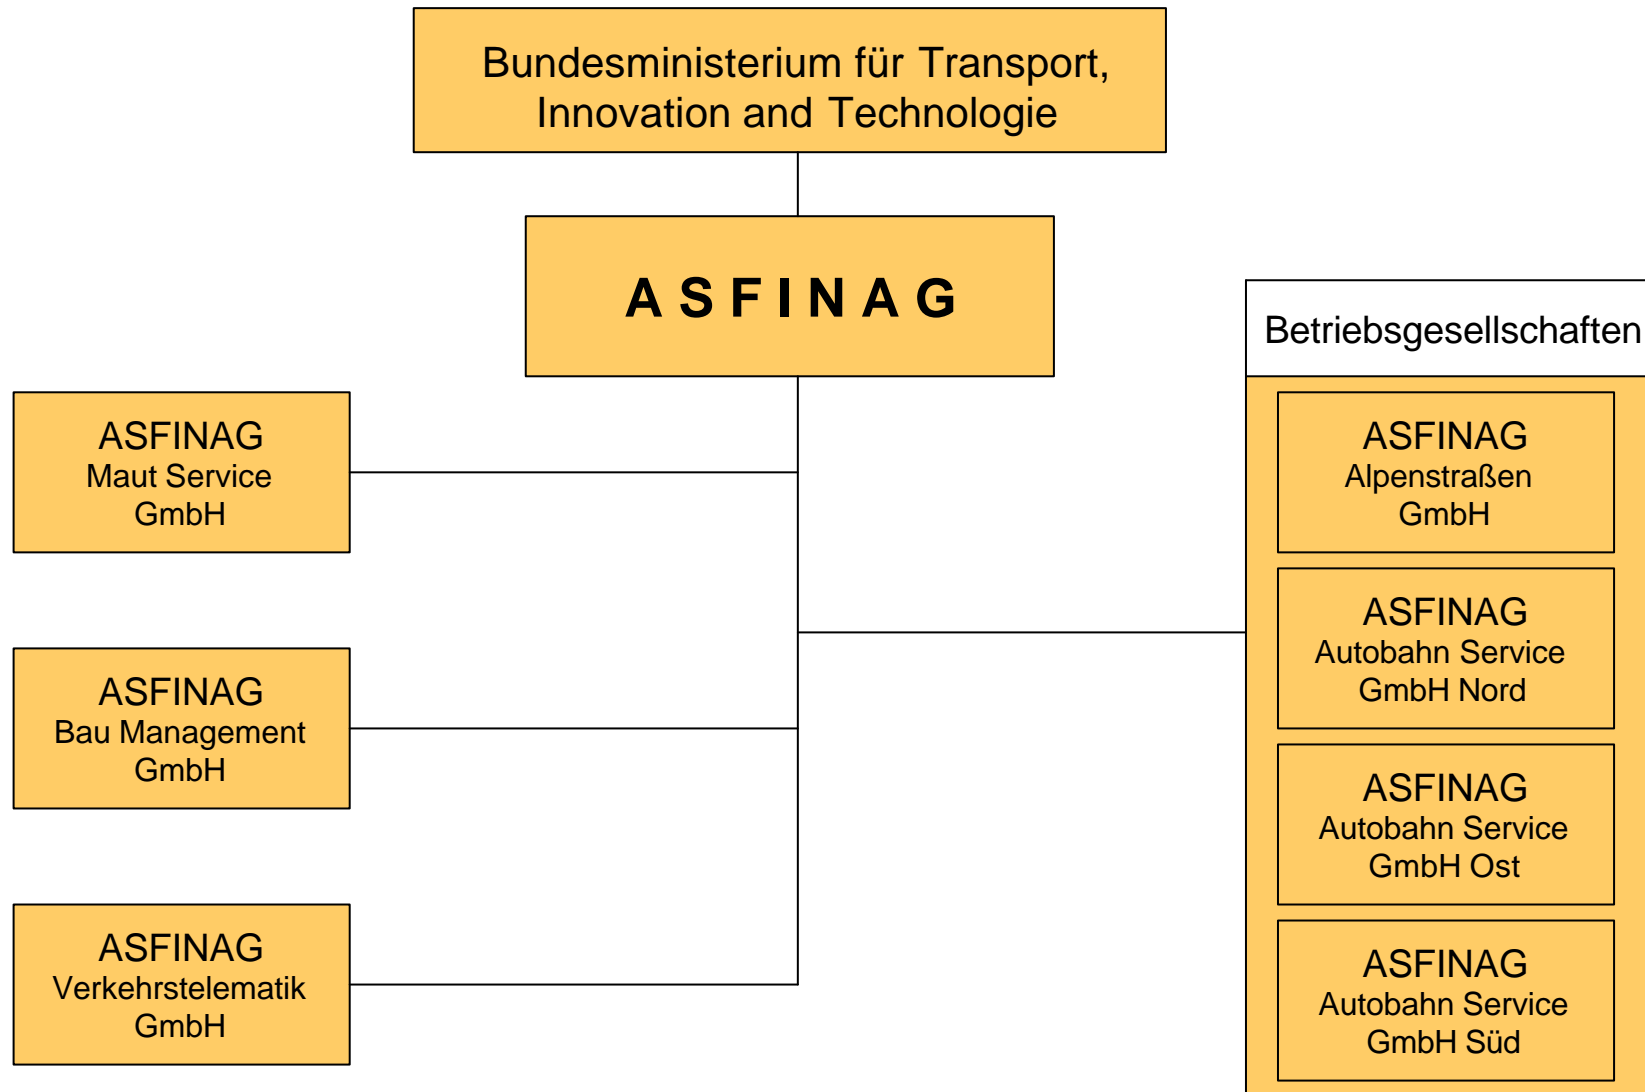 Bundesministerium für Transport,
Innovation and Technologie
A S F I N A G
Betriebsgesellschaften
ASFINAG
Maut Service
GmbH
ASFINAG
Bau Management
GmbH
ASFINAG
Verkehrstelematik
GmbH
ASFINAG
Alpenstraßen
GmbH
ASFINAG
Autobahn Service
GmbH Nord
ASFINAG
Autobahn Service
GmbH Ost
ASFINAG
Autobahn Service
GmbH Süd